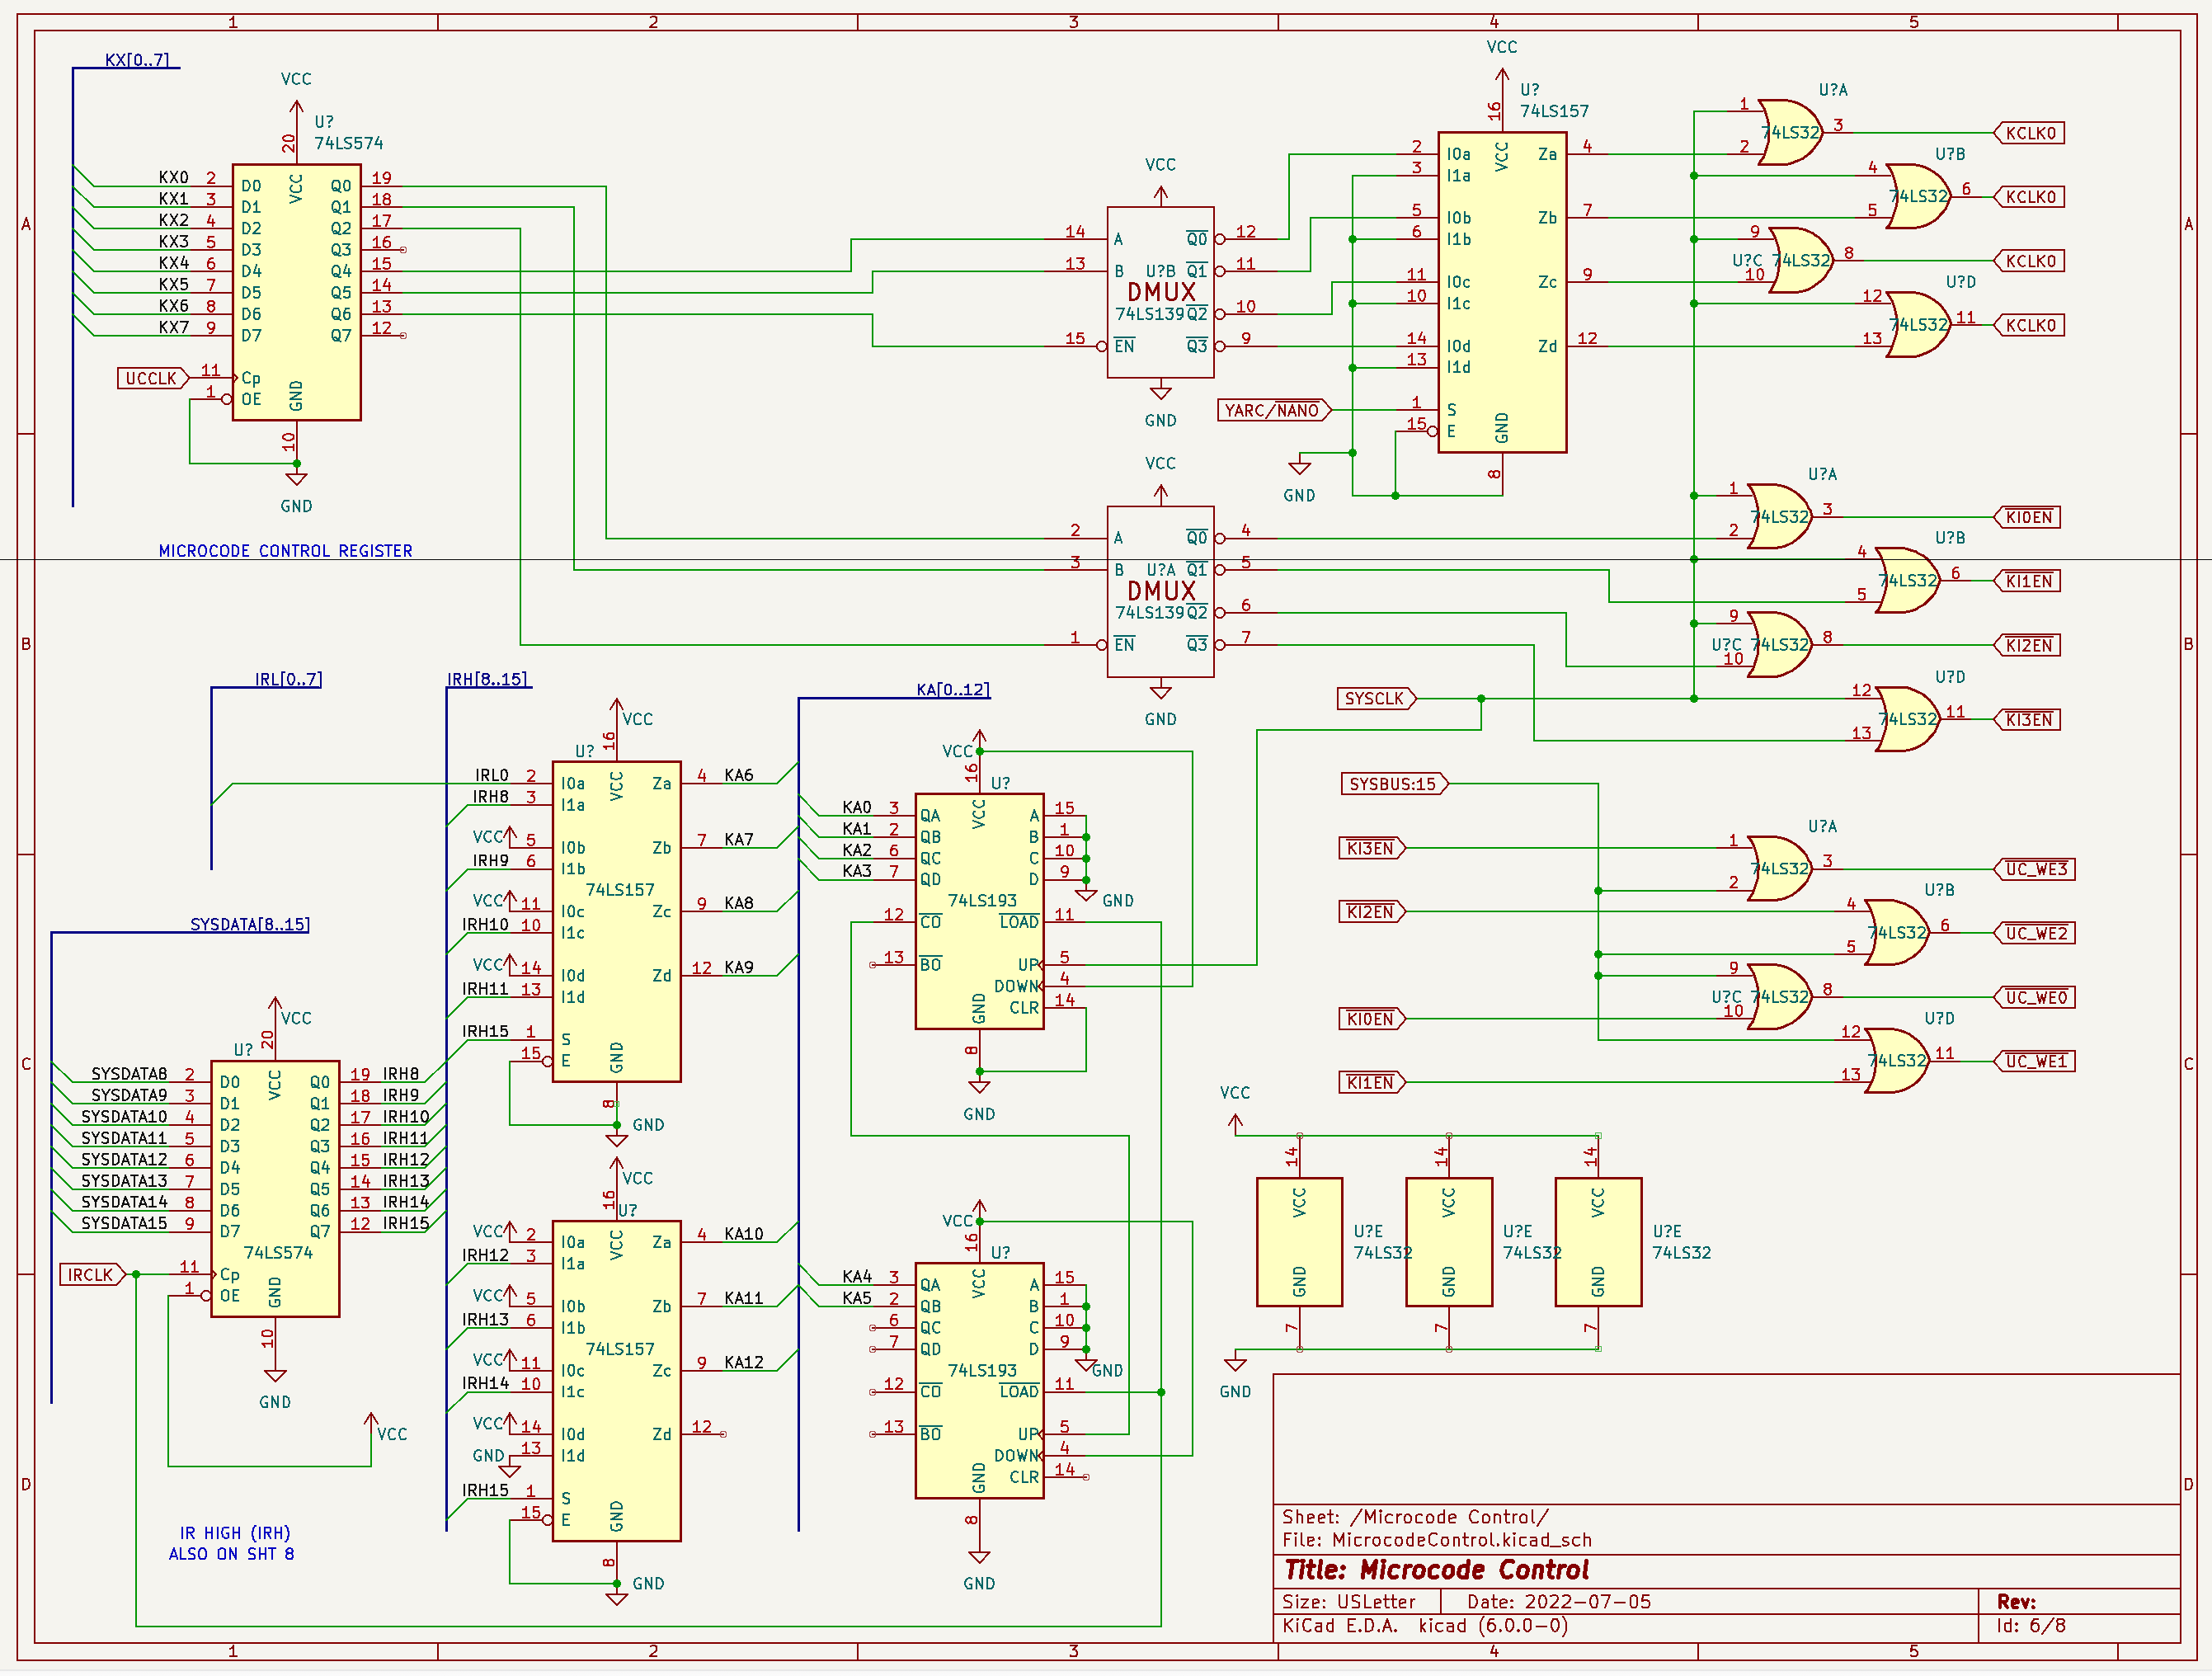 1 2 3 4 5
A B C D
KX[0..7]
VCC
U?
74LS574
20
KX0 2 D0 Q0 19
KX1 3 D1 Q1 18
KX2 4 D2 Q2 17
KX3 5 D3 Q3 16
KX4 6 D4 Q4 15
KX5 7 D5 Q5 14
KX6 8 D6 Q6 13
KX7 9 D7 Q7 12
UCCLK 11 Cp
1 OE
VCC
GND
10
GND
MICROCODE CONTROL REGISTER
VCC
14 A Q0 12
13 B U?B Q1 11
DMUX
74LS139 Q2 10
15 EN Q3 9
GND
VCC
2 A Q0 4
3 B U?A Q1 5
DMUX
74LS139 Q2 6
1 EN Q3 7
GND
VCC
16
U?
74LS157
VCC
2 I0a Za 4
3 I1a
5 I0b Zb 7
6 I1b
11 I0c Zc 9
10 I1c
14 I0d Zd 12
13 I1d
YARC/NANO 1 S
15 E
GND
8
GND
U?A
1 2 74LS32 3 KCLK0
U?B
4 5 74LS32 6 KCLK0
9 10 U?C 74LS32 8 KCLK0
U?D
12 13 74LS32 11 KCLK0
U?A
1 2 74LS32 3 KI0EN
U?B
4 5 74LS32 6 KI1EN
9 10 U?C 74LS32 8 KI2EN
U?D
12 13 74LS32 11 KI3EN
SYSCLK
SYSBUS:15
U?A
KI3EN 1 2 74LS32 3 UC_WE3
U?B
KI2EN 4 5 74LS32 6 UC_WE2
9 U?C 74LS32 8 UC_WE0
KI0EN 10
U?D
12 74LS32 11 UC_WE1
KI1EN 13
IRL[0..7]
IRH[8..15]
KA[0..12]
SYSDATA[8..15]
VCC
16
U?
VCC
IRL0 2 I0a Za 4 KA6
IRH8 3 I1a
VCC 5 I0b Zb 7 KA7
IRH9 6 I1b
74LS157
VCC 11 I0c Zc 9 KA8
IRH10 10 I1c
VCC 14 I0d Zd 12 KA9
IRH11 13 I1d
IRH15 1 S
15 E
GND
8
GND
VCC
16
U?
VCC
KA0 3 QA A 15
KA1 2 QB B 1
KA2 6 QC C 10
KA3 7 QD D 9
74LS193 GND
12 CO LOAD 11
13 BO UP 5
DOWN 4
CLR 14
GND
8
GND
VCC
20
U?
VCC
SYSDATA8 2 D0 Q0 19 IRH8
SYSDATA9 3 D1 Q1 18 IRH9
SYSDATA10 4 D2 Q2 17 IRH10
SYSDATA11 5 D3 Q3 16 IRH11
SYSDATA12 6 D4 Q4 15 IRH12
SYSDATA13 7 D5 Q5 14 IRH13
SYSDATA14 8 D6 Q6 13 IRH14
SYSDATA15 9 D7 Q7 12 IRH15
74LS574
IRCLK 11 Cp
1 OE
GND
10
GND
VCC
IR HIGH (IRH)
ALSO ON SHT 8
VCC
16
U?
VCC
VCC 2 I0a Za 4 KA10
IRH12 3 I1a
VCC 5 I0b Zb 7 KA11
IRH13 6 I1b
74LS157
VCC 11 I0c Zc 9 KA12
IRH14 10 I1c
VCC 14 I0d Zd 12
GND 13 I1d
IRH15 1 S
15 E
GND
8
GND
VCC
16
U?
VCC
KA4 3 QA A 15
KA5 2 QB B 1
6 QC C 10
7 QD D 9
74LS193 GND
12 CO LOAD 11
13 BO UP 5
DOWN 4
CLR 14
GND
8
GND
VCC
14 14 14
VCC VCC VCC
U?E U?E U?E
74LS32 74LS32 74LS32
GND GND GND
7 7 7
GND
Sheet: /Microcode Control/
File: MicrocodeControl.kicad_sch
Title: Microcode Control
Size: USLetter Date: 2022-07-05 Rev:
KiCad E.D.A. kicad (6.0.0-0) Id: 6/8
1 2 3 4 5
A B C D